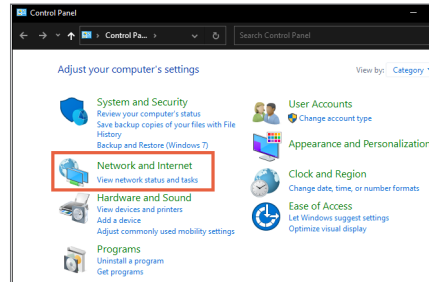 Control Panel
Control Pa...
Search Control Panel
Adjust your computer's settings
View by: Category
System and Security
Review your computer's status
Save backup copies of your files with File
History
Backup and Restore (Windows 7)
Network and Internet
View network status and tasks
Hardware and Sound
View devices and printers
Add a device
Adjust commonly used mobility settings
Programs
Uninstall a program
Get programs
User Accounts
Change account type
Appearance and Personalization
Clock and Region
Change date, time, or number formats
Ease of Access
Let Windows suggest settings
Optimize visual display